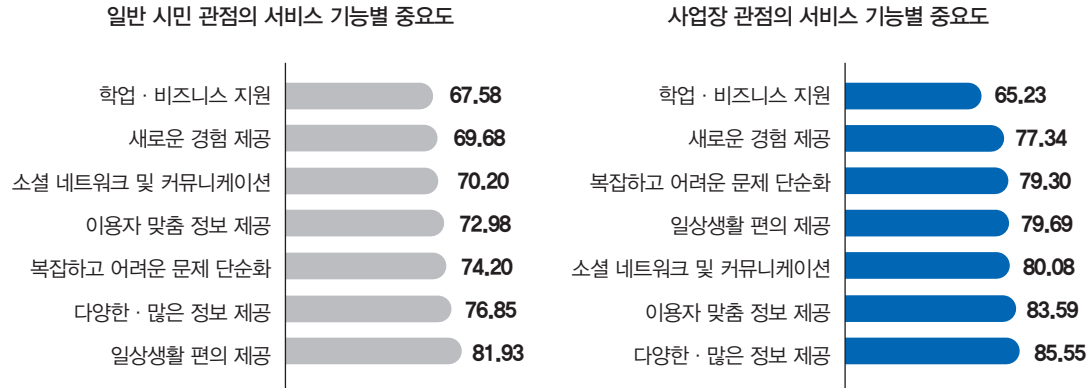 일반 시민 관점의 서비스 기능별 중요도
학업 · 비즈니스 지원 67.58
새로운 경험 제공 69.68
소셜 네트워크 및 커뮤니케이션 70.20
이용자 맞춤 정보 제공 72.98
복잡하고 어려운 문제 단순화 74.20
다양한 · 많은 정보 제공 76.85
일상생활 편의 제공 81.93
사업장 관점의 서비스 기능별 중요도
학업 · 비즈니스 지원 65.23
새로운 경험 제공 77.34
복잡하고 어려운 문제 단순화 79.30
일상생활 편의 제공 79.69
소셜 네트워크 및 커뮤니케이션 80.08
이용자 맞춤 정보 제공 83.59
다양한 · 많은 정보 제공 85.55